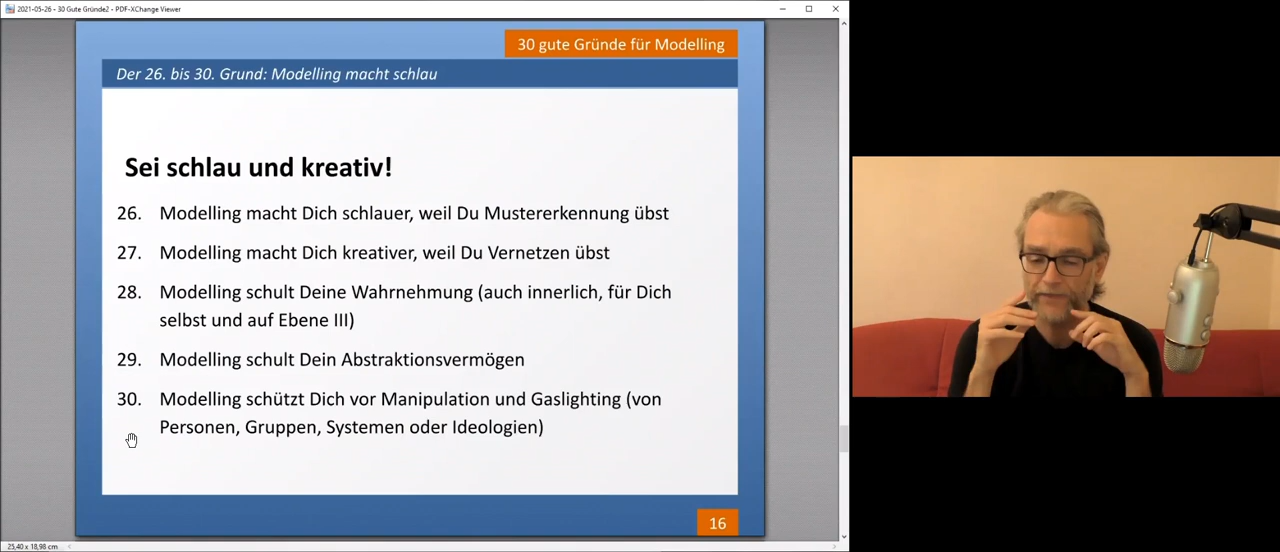 2021-05-26 - 30 Gute Gründe2 - PDF-XChange Viewer
30 gute Gründe für Modelling
Der 26. bis 30. Grund: Modelling macht schlau
Sei schlau und kreativ!
26. Modelling macht Dich schlauer, weil Du Mustererkennung übst
27. Modelling macht Dich kreativer, weil Du Vernetzen übst
28. Modelling schult Deine Wahrnehmung (auch innerlich, für Dich
selbst und auf Ebene III)
29. Modelling schult Dein Abstraktionsvermögen
30. Modelling schützt Dich vor Manipulation und Gaslighting (von
Personen, Gruppen, Systemen oder Ideologien)
16
25,40 x 18,98 cm